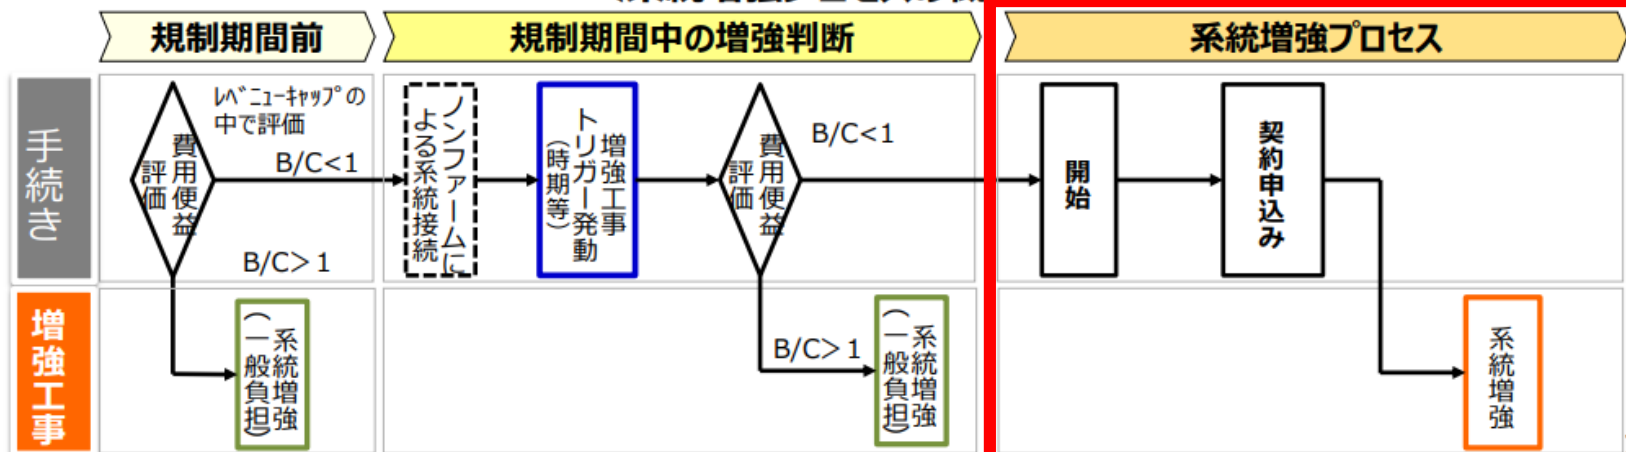 規制期間前
規制期間中の増強判断
系統増強プロセス
手続き
費用便益
評価
ﾚﾍﾞﾆｭｰｷｬｯﾌﾟの
中で評価
B/C<1
B/C>1
ノンファームに
よる系統接続
増強工事
トリガー発動
(時期等)
費用便益
評価
B/C<1
開始
契約申込み
増強工事
系統増強
(一般負担)
B/C>1
系統増強
(一般負担)
系統増強